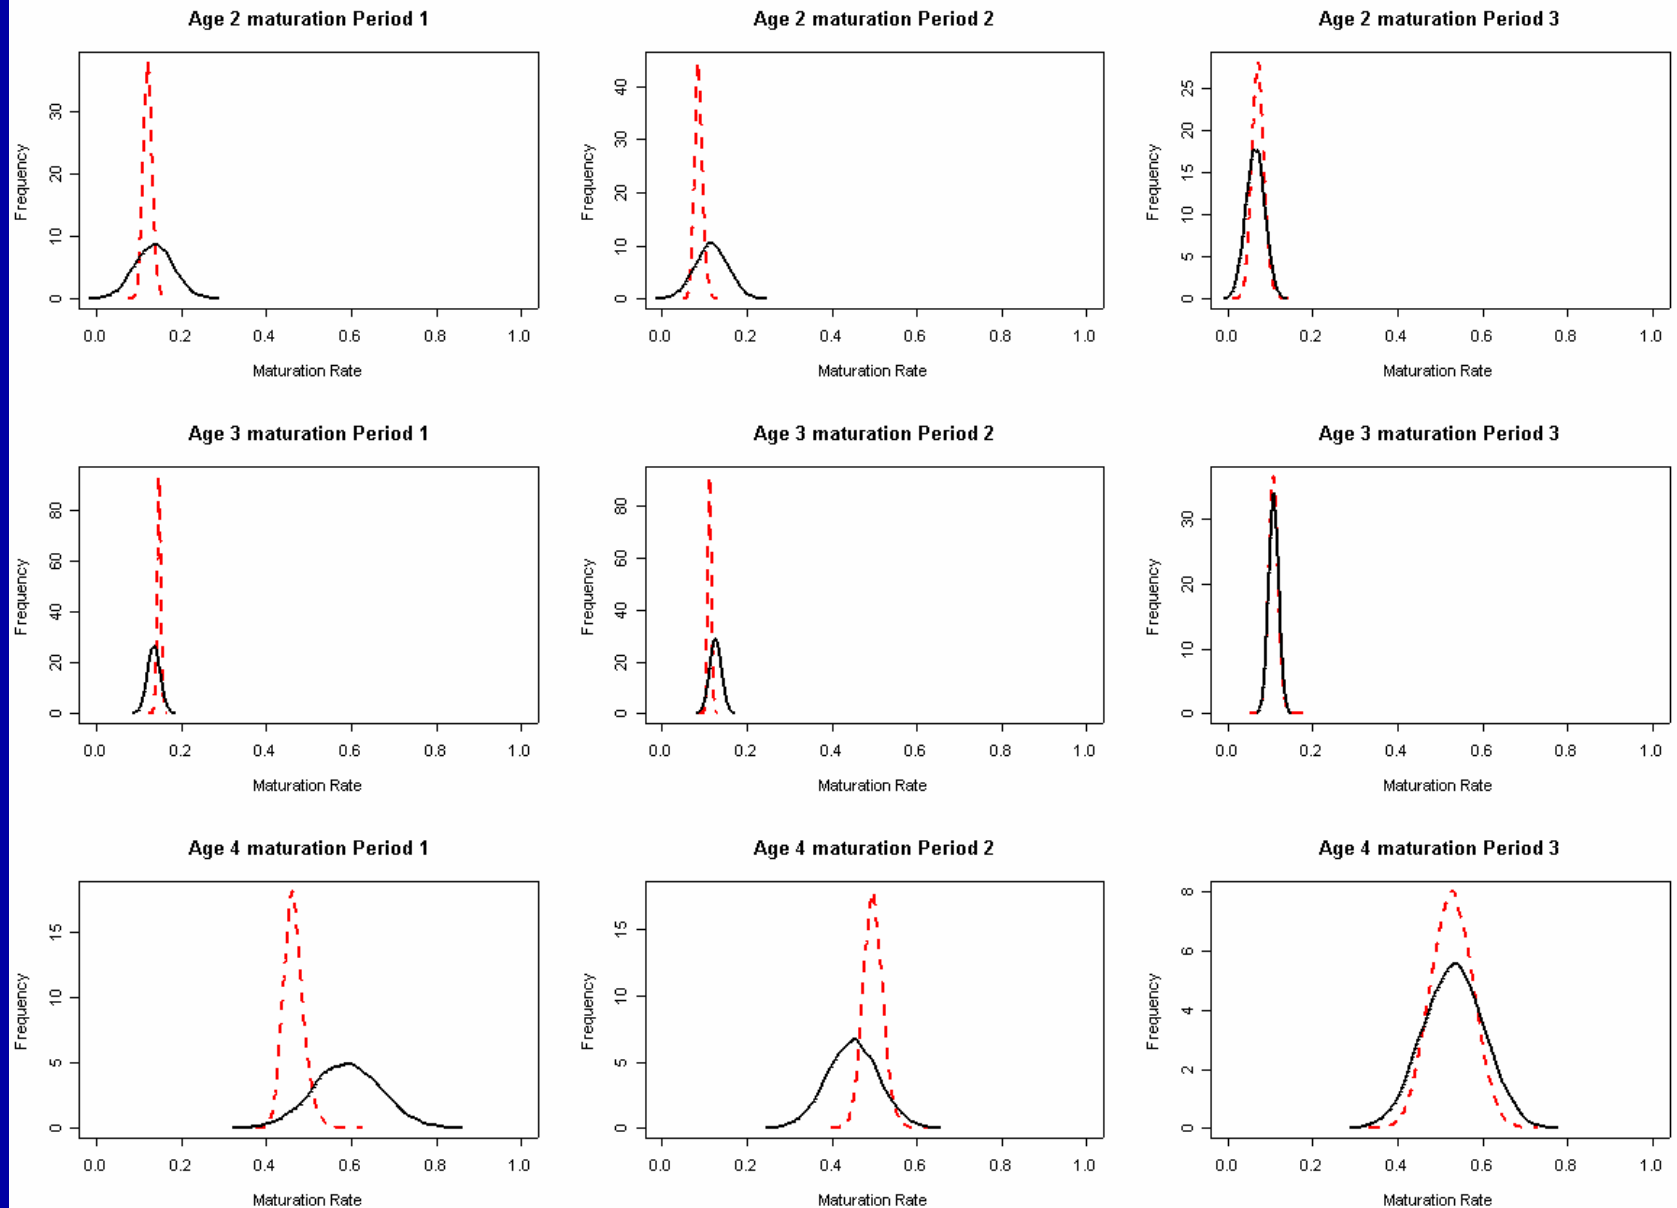 Age 2 maturation Period 1
Age 2 maturation Period 2
Age 2 maturation Period 3
Frequency
0 10 20 30
0.0 0.2 0.4 0.6 0.8 1.0
Maturation Rate
Frequency
0 10 20 30 40
0.0 0.2 0.4 0.6 0.8 1.0
Maturation Rate
Frequency
0 5 10 15 20 25
0.0 0.2 0.4 0.6 0.8 1.0
Maturation Rate
Age 3 maturation Period 1
Age 3 maturation Period 2
Age 3 maturation Period 3
Frequency
0 20 40 60 80
0.0 0.2 0.4 0.6 0.8 1.0
Maturation Rate
Frequency
0 20 40 60 80
0.0 0.2 0.4 0.6 0.8 1.0
Maturation Rate
Frequency
0 10 20 30
0.0 0.2 0.4 0.6 0.8 1.0
Maturation Rate
Age 4 maturation Period 1
Age 4 maturation Period 2
Age 4 maturation Period 3
Frequency
0 5 10 15
0.0 0.2 0.4 0.6 0.8 1.0
Maturation Rate
Frequency
0 5 10 15
0.0 0.2 0.4 0.6 0.8 1.0
Maturation Rate
Frequency
0 2 4 6 8
0.0 0.2 0.4 0.6 0.8 1.0
Maturation Rate